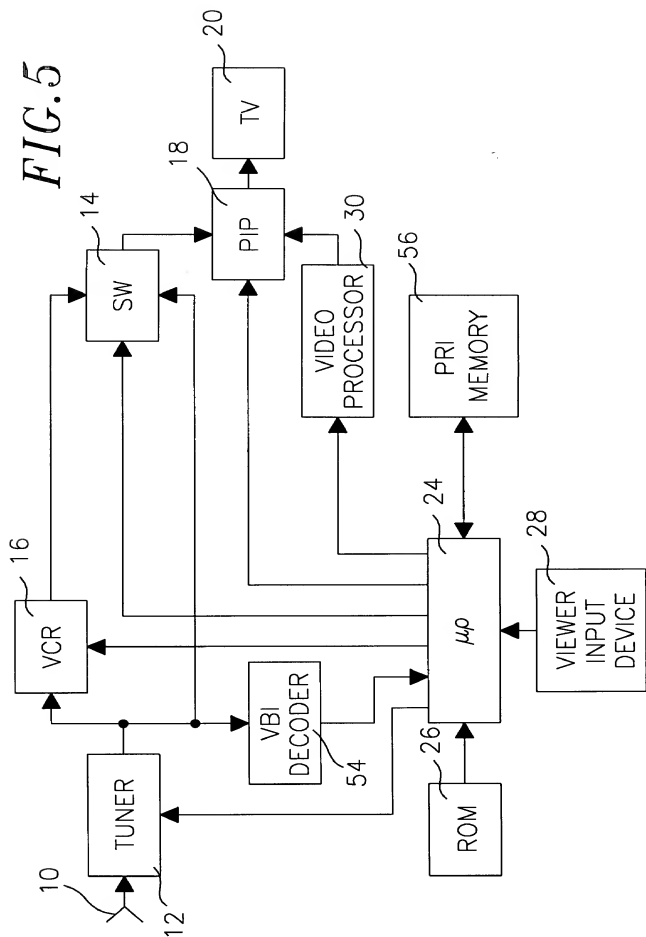 FIG. 5
10
TUNER
12
VCR
16
SW
14
PIP
18
TV
20
VBI
DECODER
54
VIDEO
PROCESSOR
30
ROM
26
μp
24
PRI
MEMORY
56
VIEWER
INPUT
DEVICE
28